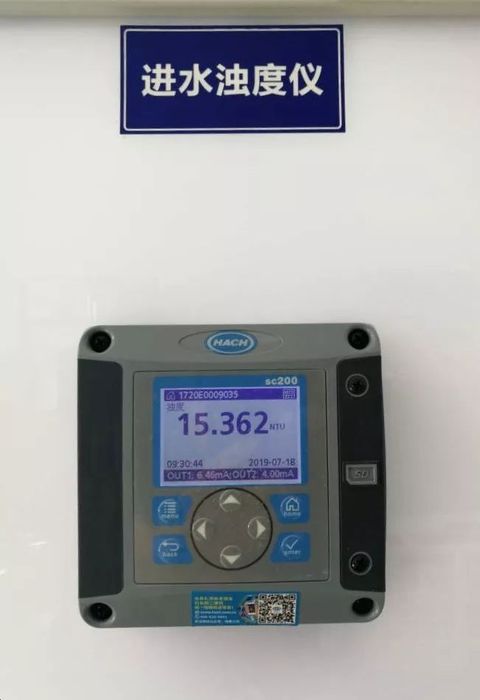 进水浊度仪
HACH
sc200
1720E0009035
浊度
15.362 NTU
09:30:44 2019-07-18
OUT1: 6.46mA:OUT2: 4.00mA
menu home
back enter
SD